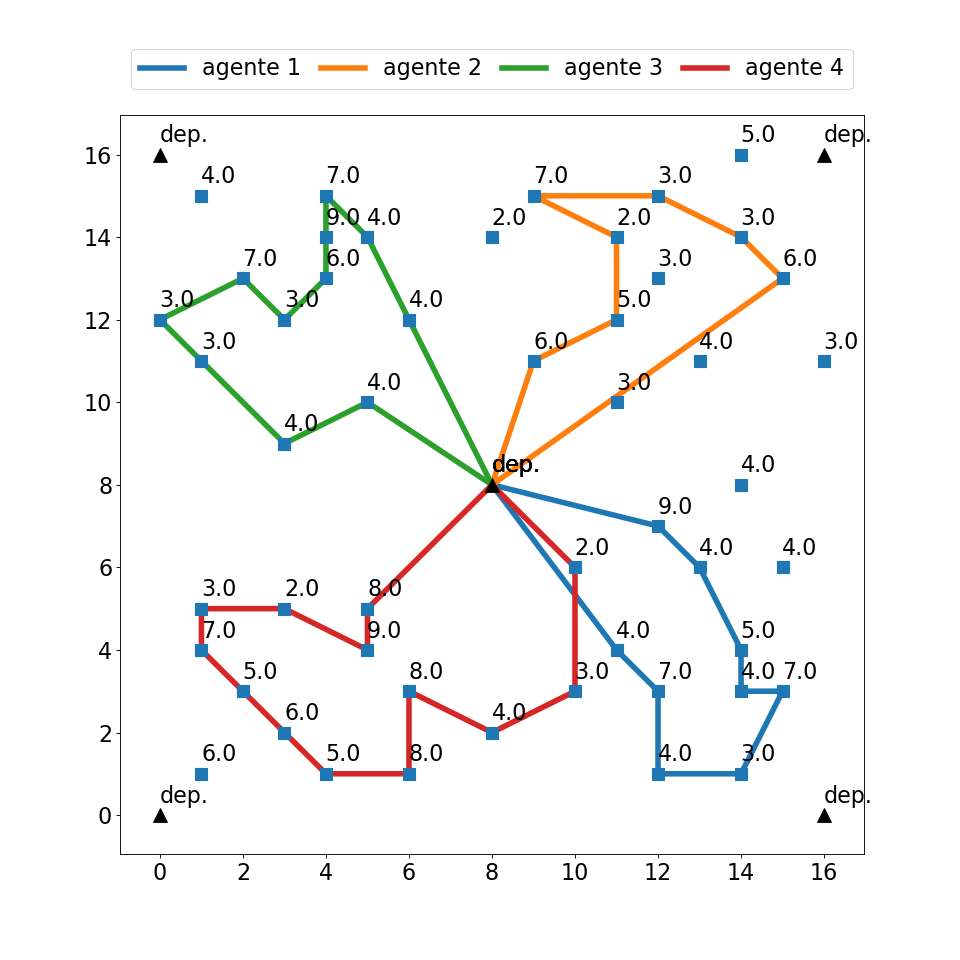 agente 1 agente 2 agente 3 agente 4
dep. 5.0 dep.
16
4.0 7.0 7.0 3.0
14 9.0 4.0 2.0 2.0 3.0
7.0 6.0 3.0 6.0
12 3.0 3.0 4.0 5.0
3.0 6.0 4.0 3.0
10 4.0 3.0
4.0
8 dep. 4.0
9.0
6 2.0 4.0 4.0
3.0 2.0 8.0
4 7.0 9.0 4.0 5.0
5.0 8.0 3.0 7.0 4.0 7.0
2 6.0 4.0
6.0 5.0 8.0 4.0 3.0
0 dep. dep.
0 2 4 6 8 10 12 14 16